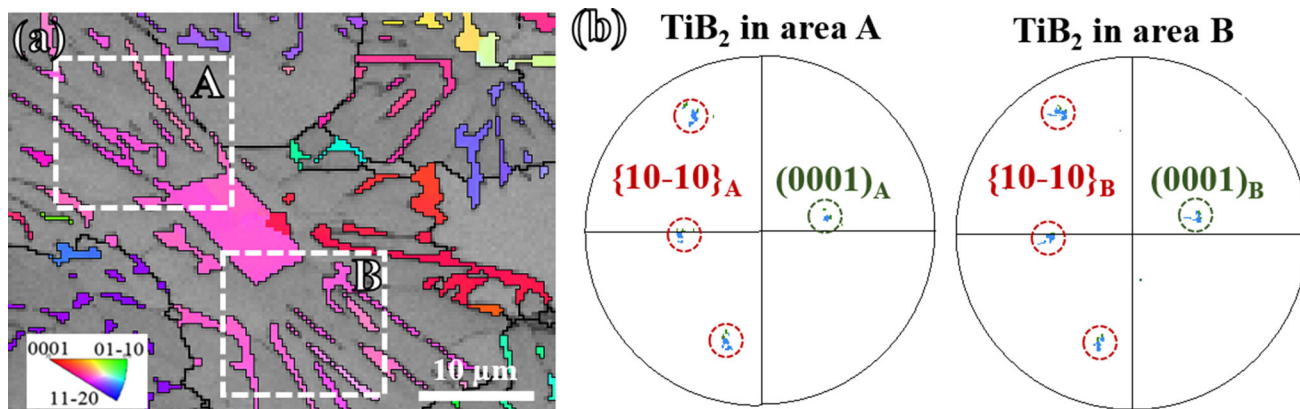 (a)
A
B
0001
01-10
11-20
10 μm
(b)
TiB₂ in area A
{10-10}A
(0001)A
TiB₂ in area B
{10-10}B
(0001)B